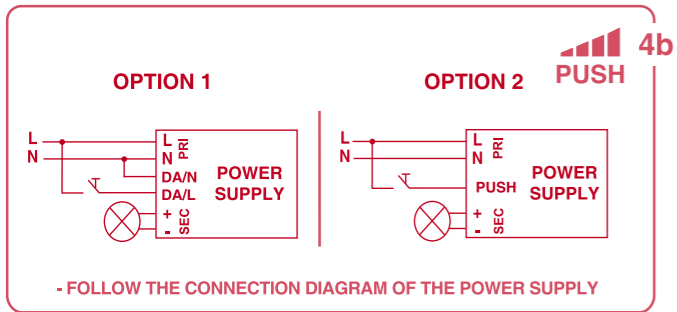 4b
PUSH
OPTION 1
L
N
L
N
PRI
DA/N
DA/L
+
-
SEC
POWER
SUPPLY
OPTION 2
L
N
L
N
PRI
PUSH
+
-
SEC
POWER
SUPPLY
- FOLLOW THE CONNECTION DIAGRAM OF THE POWER SUPPLY